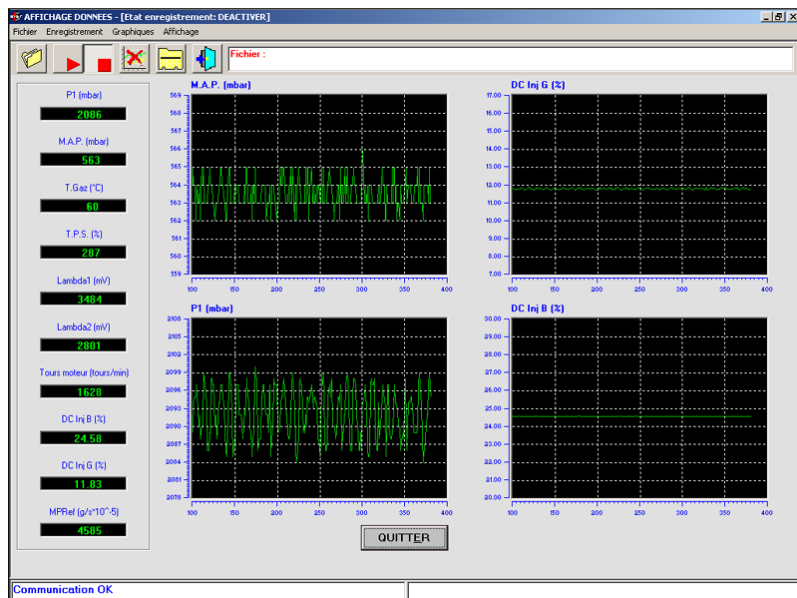 AFFICHAGE DONNEES - [Etat enregistrement: DEACTIVER]
Fichier Enregistrement Graphiques Affichage
Fichier :
P1 (mbar)
2086
M.A.P. (mbar)
563
T.Gaz (°C)
60
T.P.S. (%)
287
Lambda1 (mV)
3484
Lambda2 (mV)
2801
Tours moteur (tours/min)
1628
DC Inj B (%)
24.58
DC Inj G (%)
11.83
MPRef (g/s*10^-5)
4585
M.A.P. (mbar)
569
568
567
566
565
564
563
562
561
560
559
100 150 200 250 300 350 400
DC Inj G (%)
17.00
16.00
15.00
14.00
13.00
12.00
11.00
10.00
9.00
8.00
7.00
100 150 200 250 300 350 400
P1 (mbar)
2108
2105
2102
2099
2096
2093
2090
2087
2084
2081
2078
100 150 200 250 300 350 400
DC Inj B (%)
30.00
29.00
28.00
27.00
26.00
25.00
24.00
23.00
22.00
21.00
20.00
100 150 200 250 300 350 400
QUITTER
Communication OK